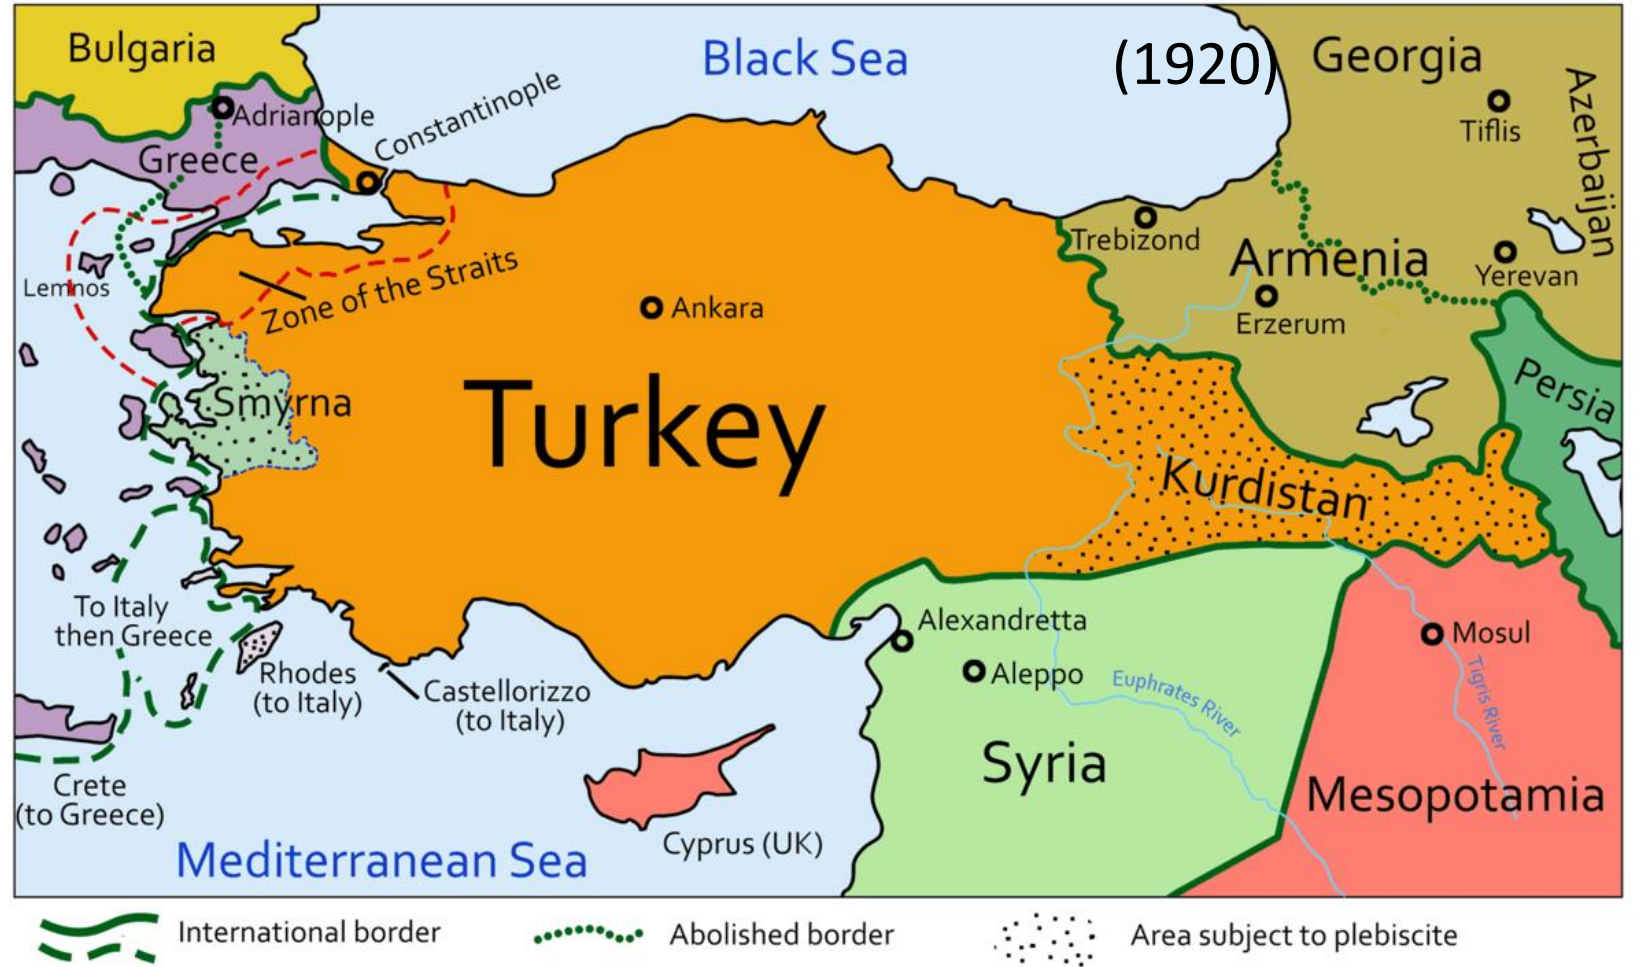 Bulgaria
Black Sea
(1920)
Georgia
Azerbaijan
Adrianople
Constantinople
Tiflis
Greece
Trebizond
Armenia
Yerevan
Lemnos
Zone of the Straits
Ankara
Erzerum
Persia
Smyrna
Turkey
Kurdistan
To Italy
then Greece
Alexandretta
Mosul
Rhodes
(to Italy)
Castellorizzo
(to Italy)
Aleppo
Euphrates River
Tigris River
Syria
Mesopotamia
Crete
(to Greece)
Cyprus (UK)
Mediterranean Sea
International border
Abolished border
Area subject to plebiscite